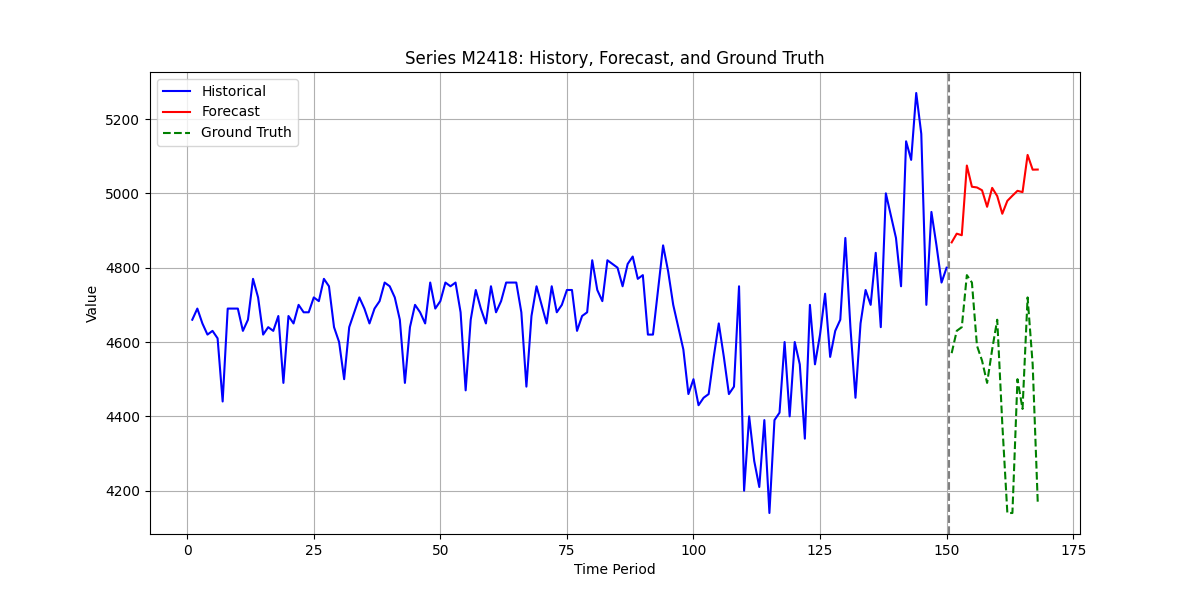 Series M2418: History, Forecast, and Ground Truth
Historical
Forecast
Ground Truth
5200
5000
4800
4600
4400
4200
Value
0 25 50 75 100 125 150 175
Time Period